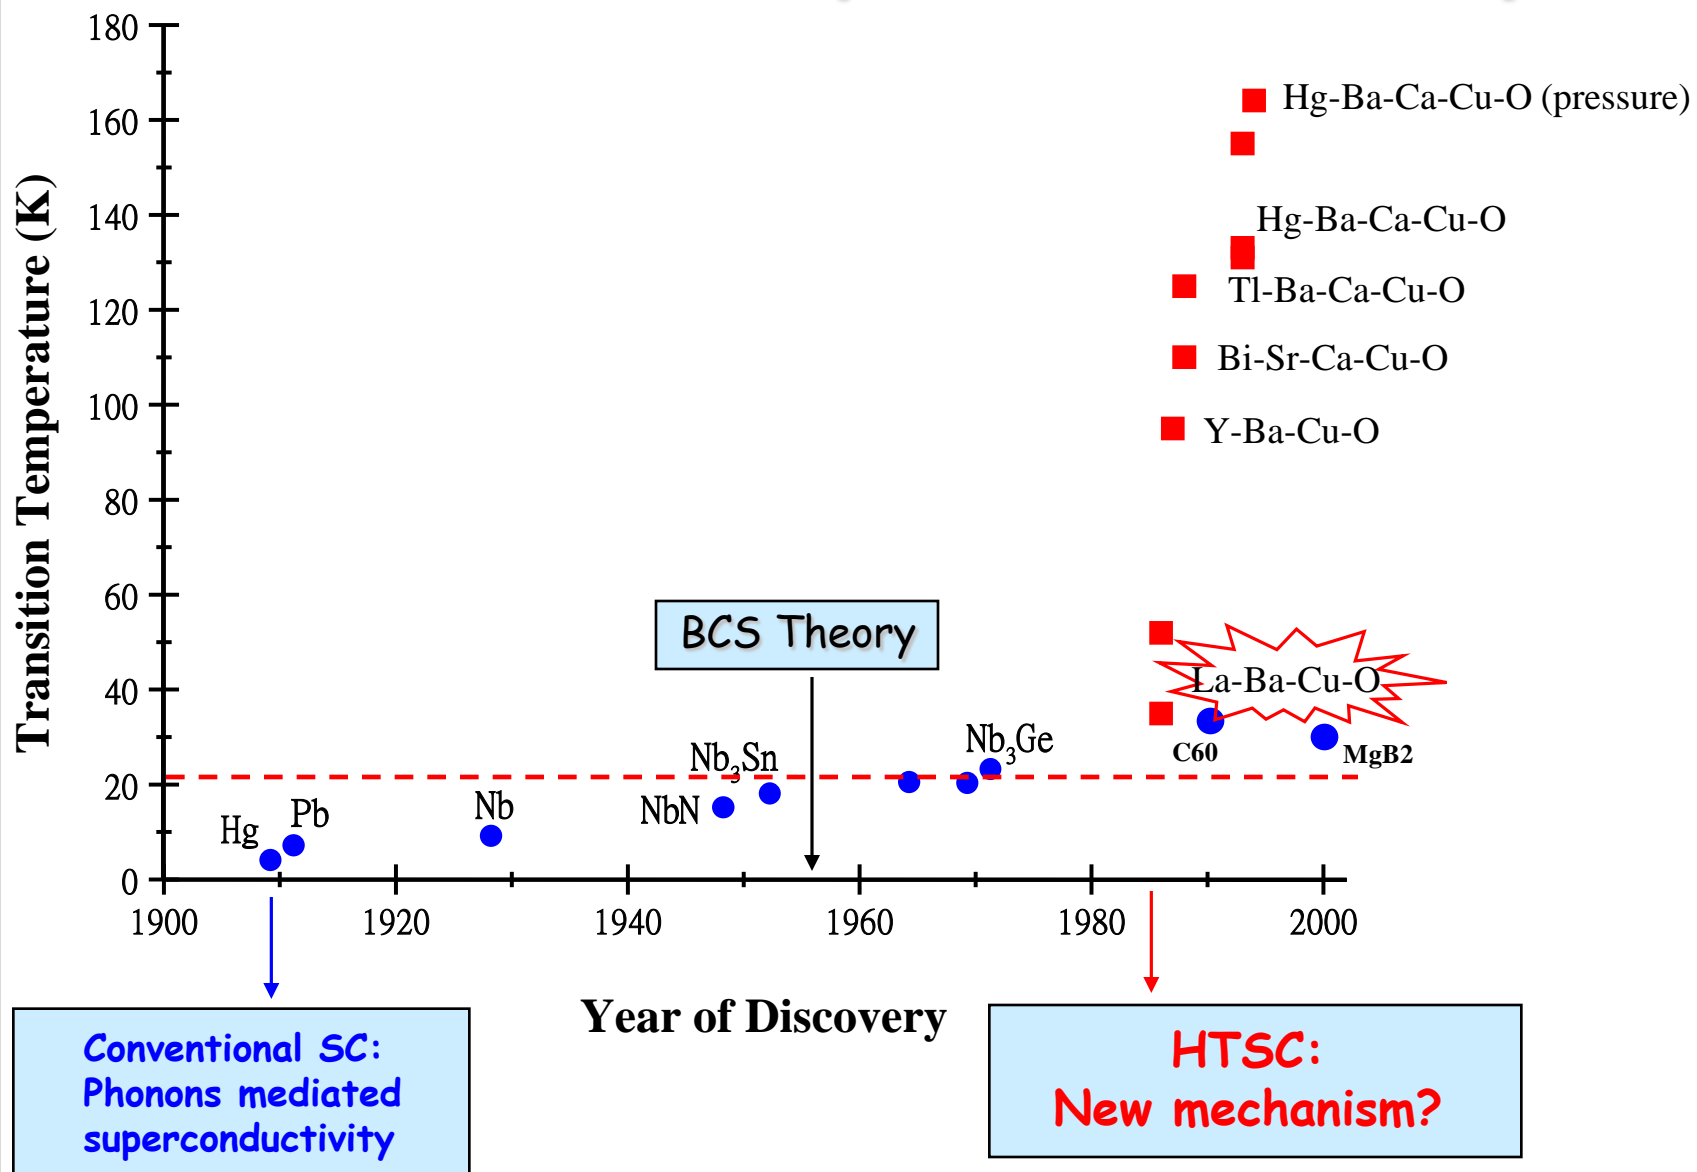 180
160
140
120
100
80
60
40
20
0
Transition Temperature (K)
Hg-Ba-Ca-Cu-O (pressure)
Hg-Ba-Ca-Cu-O
Tl-Ba-Ca-Cu-O
Bi-Sr-Ca-Cu-O
Y-Ba-Cu-O
BCS Theory
La-Ba-Cu-O
C60
MgB2
Nb₃Ge
Nb₃Sn
NbN
Nb
Pb
Hg
1900 1920 1940 1960 1980 2000
Year of Discovery
Conventional SC:
Phonons mediated
superconductivity
HTSC:
New mechanism?